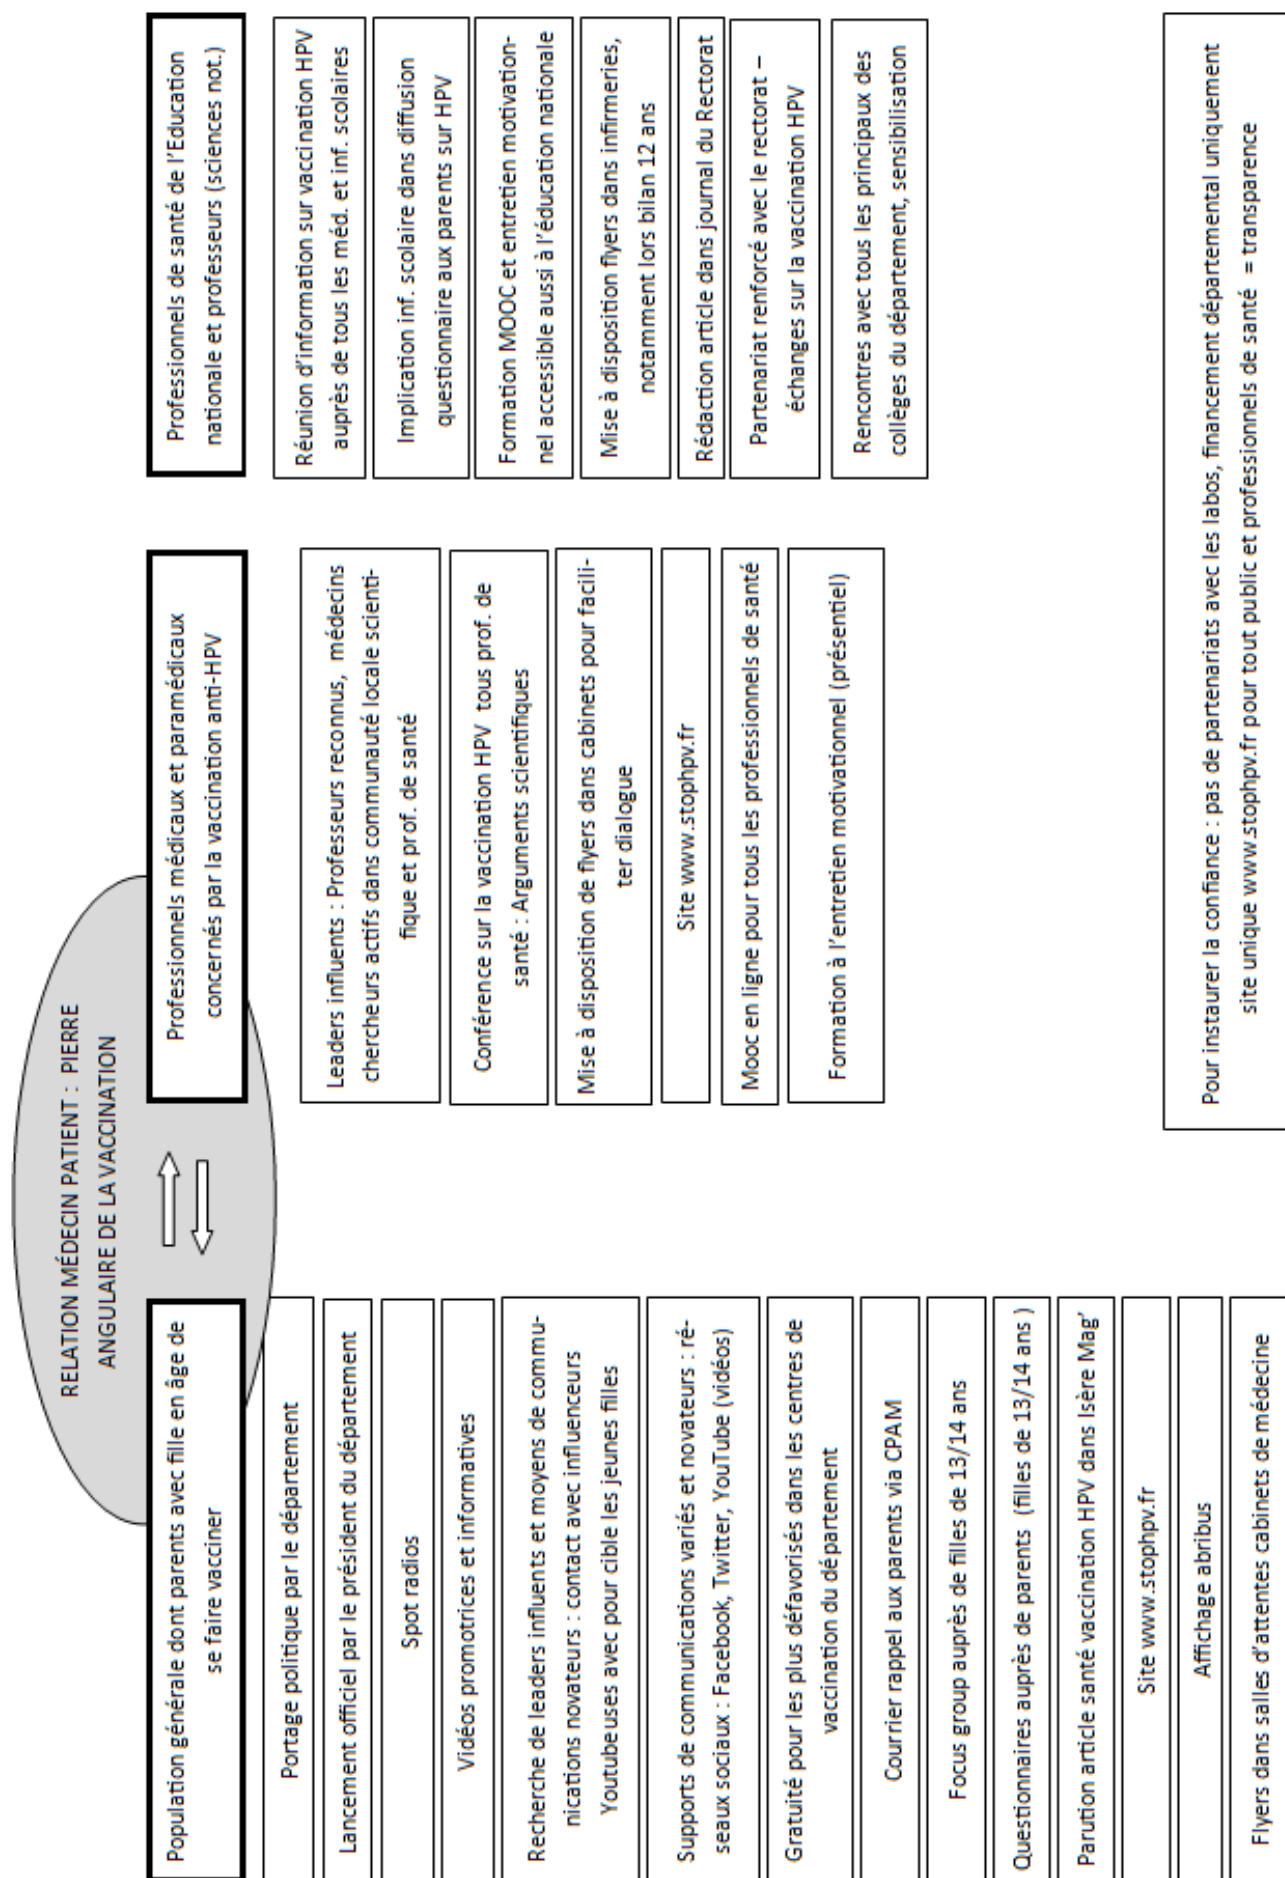 RELATION MÉDECIN PATIENT : PIERRE
ANGULAIRE DE LA VACCINATION
Population générale dont parents avec fille en âge de
se faire vacciner
Portage politique par le département
Lancement officiel par le président du département
Spot radios
Vidéos promotrices et informatives
Recherche de leaders influents et moyens de commu-
nications novateurs : contact avec influenceurs
Youtubeuses avec pour cible les jeunes filles
Supports de communications variés et novateurs : ré-
seaux sociaux : Facebook, Twitter, YouTube (vidéos)
Gratuité pour les plus défavorisés dans les centres de
vaccination du département
Courrier rappel aux parents via CPAM
Focus group auprès de filles de 13/14 ans
Questionnaires auprès de parents (filles de 13/14 ans )
Parution article santé vaccination HPV dans Isère Mag’
Site www.stophpv.fr
Affichage abribus
Flyers dans salles d’attentes cabinets de médecine
Professionnels médicaux et paramédicaux
concernés par la vaccination anti-HPV
Leaders influents : Professeurs reconnus, médecins
chercheurs actifs dans communauté locale scienti-
fique et prof. de santé
Conférence sur la vaccination HPV tous prof. de
santé : Arguments scientifiques
Mise à disposition de flyers dans cabinets pour facili-
ter dialogue
Site www.stophpv.fr
Mooc en ligne pour tous les professionnels de santé
Formation à l’entretien motivationnel (présentiel)
Professionnels de santé de l’Education
nationale et professeurs (sciences not.)
Réunion d’information sur vaccination HPV
auprès de tous les méd. et inf. scolaires
Implication inf. scolaire dans diffusion
questionnaire aux parents sur HPV
Formation MOOC et entretien motivation-
nel accessible aussi à l’éducation nationale
Mise à disposition flyers dans infirmeries,
notamment lors bilan 12 ans
Rédaction article dans journal du Rectorat
Partenariat renforcé avec le rectorat –
échanges sur la vaccination HPV
Rencontres avec tous les principaux des
collèges du département, sensibilisation
Pour instaurer la confiance : pas de partenariats avec les labos, financement départemental uniquement
site unique www.stophpv.fr pour tout public et professionnels de santé = transparence